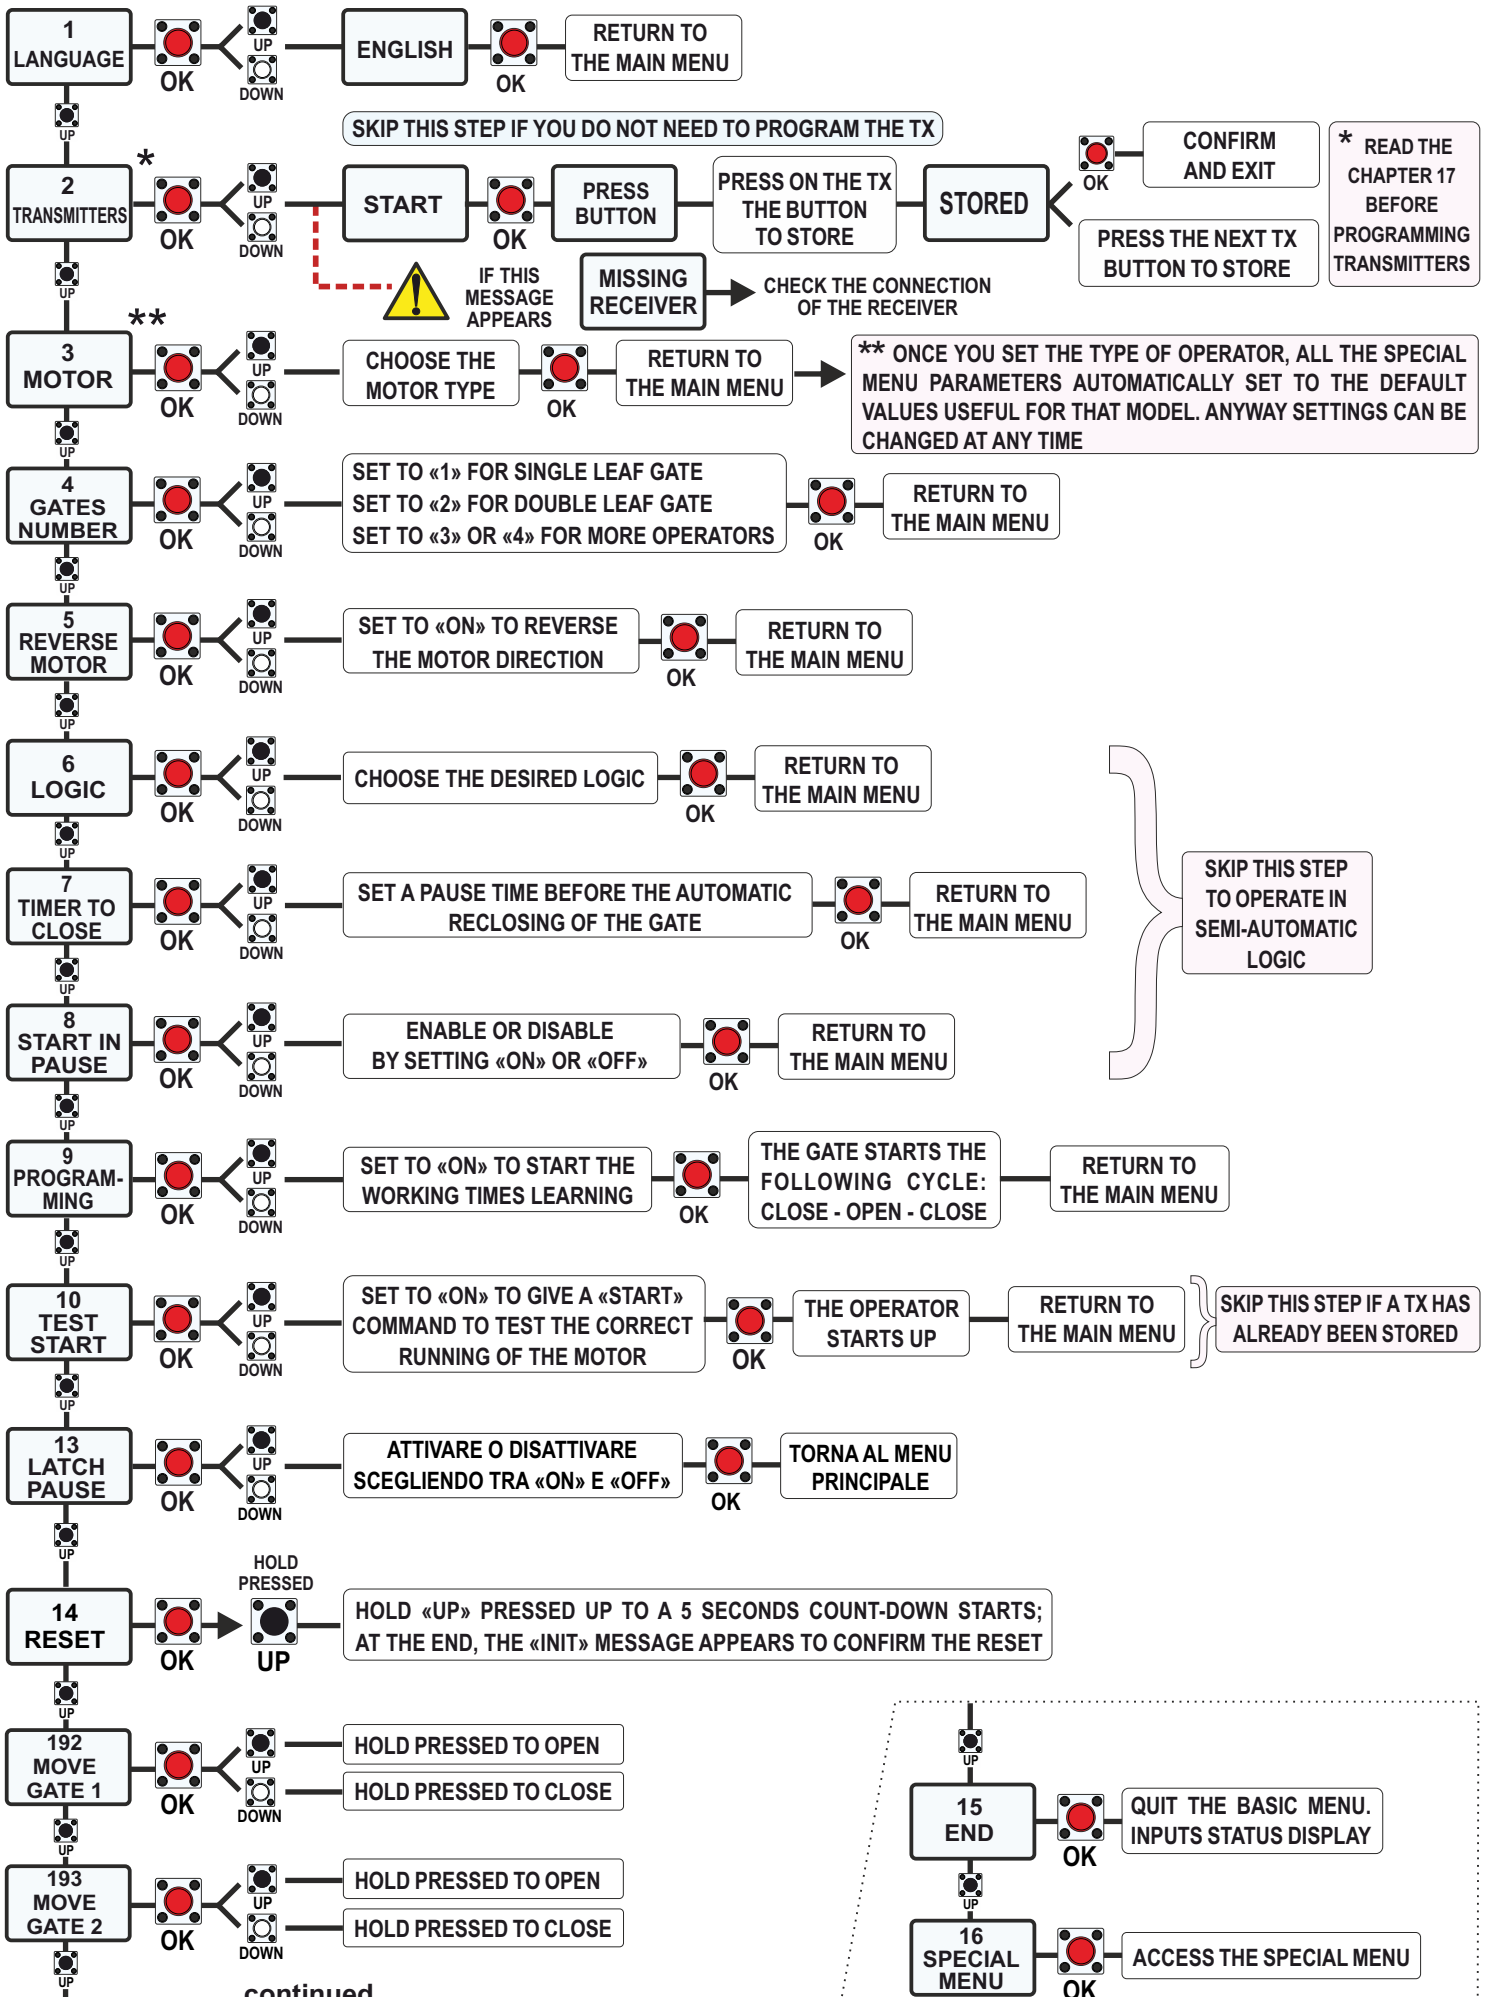 1
LANGUAGE
OK
UP
DOWN
ENGLISH
OK
RETURN TO
THE MAIN MENU
UP
SKIP THIS STEP IF YOU DO NOT NEED TO PROGRAM THE TX
2
TRANSMITTERS
*
OK
UP
DOWN
START
OK
PRESS
BUTTON
PRESS ON THE TX
THE BUTTON
TO STORE
STORED
OK
CONFIRM
AND EXIT
PRESS THE NEXT TX
BUTTON TO STORE
* READ THE
CHAPTER 17
BEFORE
PROGRAMMING
TRANSMITTERS
IF THIS
MESSAGE
APPEARS
MISSING
RECEIVER
CHECK THE CONNECTION
OF THE RECEIVER
UP
3
MOTOR
**
OK
UP
DOWN
CHOOSE THE
MOTOR TYPE
OK
RETURN TO
THE MAIN MENU
** ONCE YOU SET THE TYPE OF OPERATOR, ALL THE SPECIAL
MENU PARAMETERS AUTOMATICALLY SET TO THE DEFAULT
VALUES USEFUL FOR THAT MODEL. ANYWAY SETTINGS CAN BE
CHANGED AT ANY TIME
UP
4
GATES
NUMBER
OK
UP
DOWN
SET TO «1» FOR SINGLE LEAF GATE
SET TO «2» FOR DOUBLE LEAF GATE
SET TO «3» OR «4» FOR MORE OPERATORS
OK
RETURN TO
THE MAIN MENU
UP
5
REVERSE
MOTOR
OK
UP
DOWN
SET TO «ON» TO REVERSE
THE MOTOR DIRECTION
OK
RETURN TO
THE MAIN MENU
UP
6
LOGIC
OK
UP
DOWN
CHOOSE THE DESIRED LOGIC
OK
RETURN TO
THE MAIN MENU
UP
7
TIMER TO
CLOSE
OK
UP
DOWN
SET A PAUSE TIME BEFORE THE AUTOMATIC
RECLOSING OF THE GATE
OK
RETURN TO
THE MAIN MENU
SKIP THIS STEP
TO OPERATE IN
SEMI-AUTOMATIC
LOGIC
UP
8
START IN
PAUSE
OK
UP
DOWN
ENABLE OR DISABLE
BY SETTING «ON» OR «OFF»
OK
RETURN TO
THE MAIN MENU
UP
9
PROGRAM-
MING
OK
UP
DOWN
SET TO «ON» TO START THE
WORKING TIMES LEARNING
OK
THE GATE STARTS THE
FOLLOWING CYCLE:
CLOSE - OPEN - CLOSE
RETURN TO
THE MAIN MENU
UP
10
TEST
START
OK
UP
DOWN
SET TO «ON» TO GIVE A «START»
COMMAND TO TEST THE CORRECT
RUNNING OF THE MOTOR
OK
THE OPERATOR
STARTS UP
RETURN TO
THE MAIN MENU
SKIP THIS STEP IF A TX HAS
ALREADY BEEN STORED
UP
13
LATCH
PAUSE
OK
UP
DOWN
ATTIVARE O DISATTIVARE
SCEGLIENDO TRA «ON» E «OFF»
OK
TORNA AL MENU
PRINCIPALE
UP
14
RESET
OK
HOLD
PRESSED
UP
HOLD «UP» PRESSED UP TO A 5 SECONDS COUNT-DOWN STARTS;
AT THE END, THE «INIT» MESSAGE APPEARS TO CONFIRM THE RESET
UP
192
MOVE
GATE 1
OK
UP
DOWN
HOLD PRESSED TO OPEN
HOLD PRESSED TO CLOSE
UP
193
MOVE
GATE 2
OK
UP
DOWN
HOLD PRESSED TO OPEN
HOLD PRESSED TO CLOSE
UP
continued
UP
15
END
OK
QUIT THE BASIC MENU.
INPUTS STATUS DISPLAY
UP
16
SPECIAL
MENU
OK
ACCESS THE SPECIAL MENU